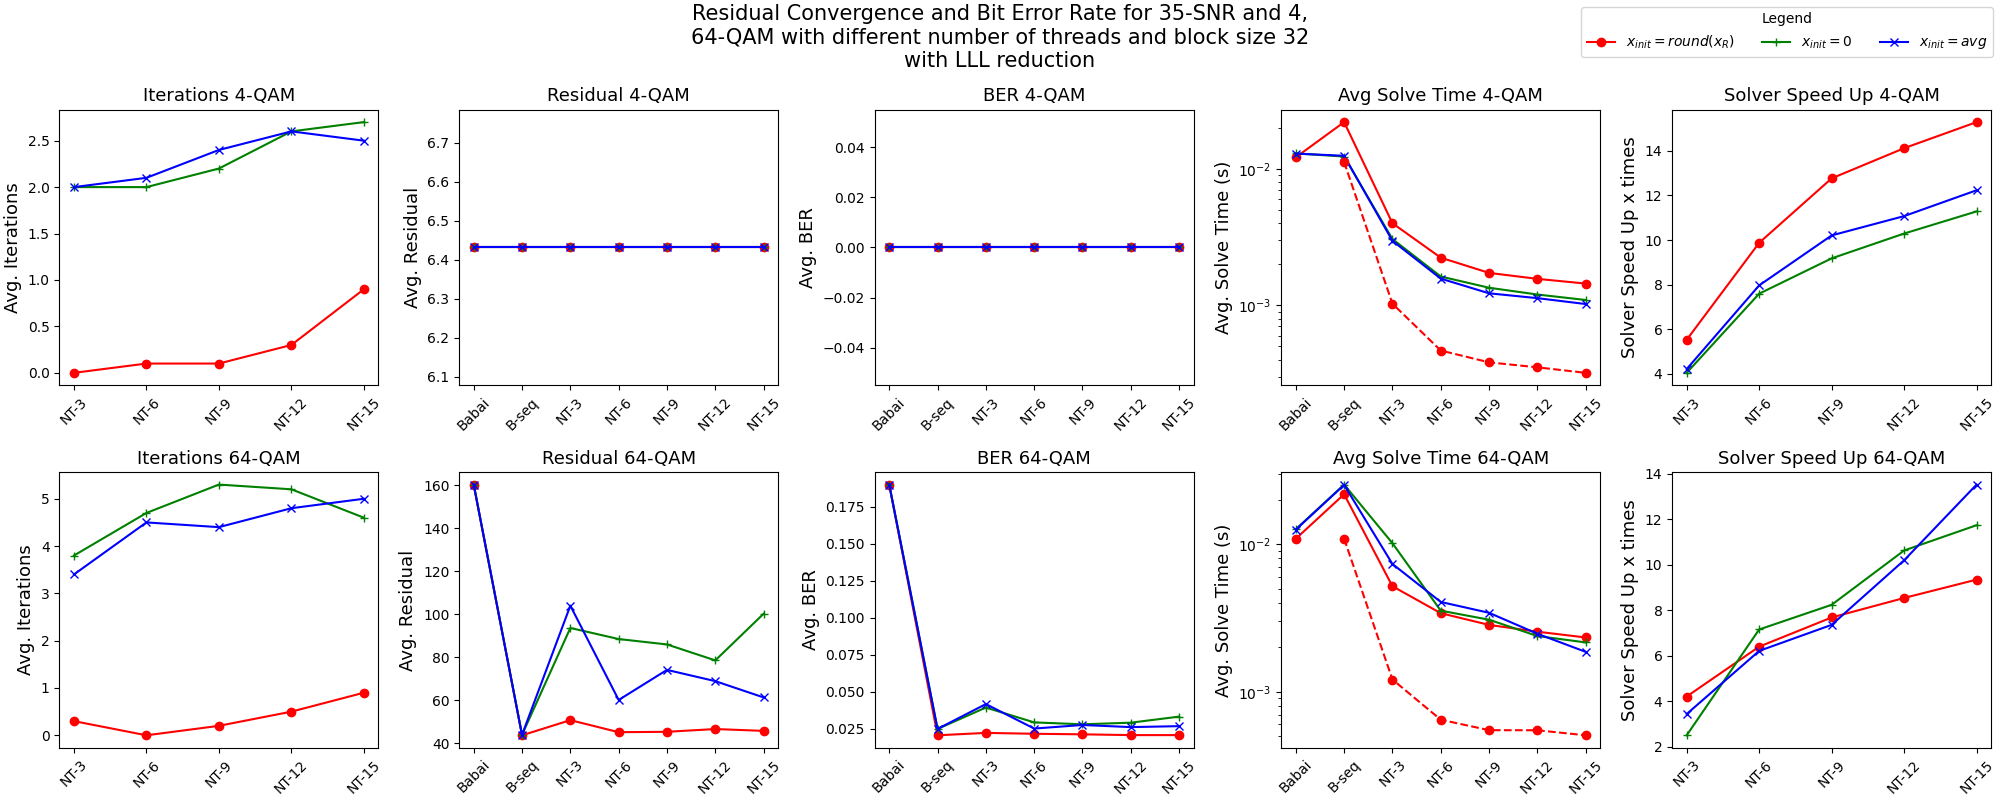 Residual Convergence and Bit Error Rate for 35-SNR and 4,
64-QAM with different number of threads and block size 32
with LLL reduction
Legend
x_init = round(x_R)
x_init = 0
x_init = avg
Iterations 4-QAM
Avg. Iterations
2.5
2.0
1.5
1.0
0.5
0.0
NT-3
NT-6
NT-9
NT-12
NT-15
Residual 4-QAM
Avg. Residual
6.7
6.6
6.5
6.4
6.3
6.2
6.1
Babai
B-seq
NT-3
NT-6
NT-9
NT-12
NT-15
BER 4-QAM
Avg. BER
0.04
0.02
0.00
−0.02
−0.04
Babai
B-seq
NT-3
NT-6
NT-9
NT-12
NT-15
Avg Solve Time 4-QAM
Avg. Solve Time (s)
10⁻²
10⁻³
Babai
B-seq
NT-3
NT-6
NT-9
NT-12
NT-15
Solver Speed Up 4-QAM
Solver Speed Up x times
14
12
10
8
6
4
NT-3
NT-6
NT-9
NT-12
NT-15
Iterations 64-QAM
Avg. Iterations
5
4
3
2
1
0
NT-3
NT-6
NT-9
NT-12
NT-15
Residual 64-QAM
Avg. Residual
160
140
120
100
80
60
40
Babai
B-seq
NT-3
NT-6
NT-9
NT-12
NT-15
BER 64-QAM
Avg. BER
0.175
0.150
0.125
0.100
0.075
0.050
0.025
Babai
B-seq
NT-3
NT-6
NT-9
NT-12
NT-15
Avg Solve Time 64-QAM
Avg. Solve Time (s)
10⁻²
10⁻³
Babai
B-seq
NT-3
NT-6
NT-9
NT-12
NT-15
Solver Speed Up 64-QAM
Solver Speed Up x times
14
12
10
8
6
4
2
NT-3
NT-6
NT-9
NT-12
NT-15